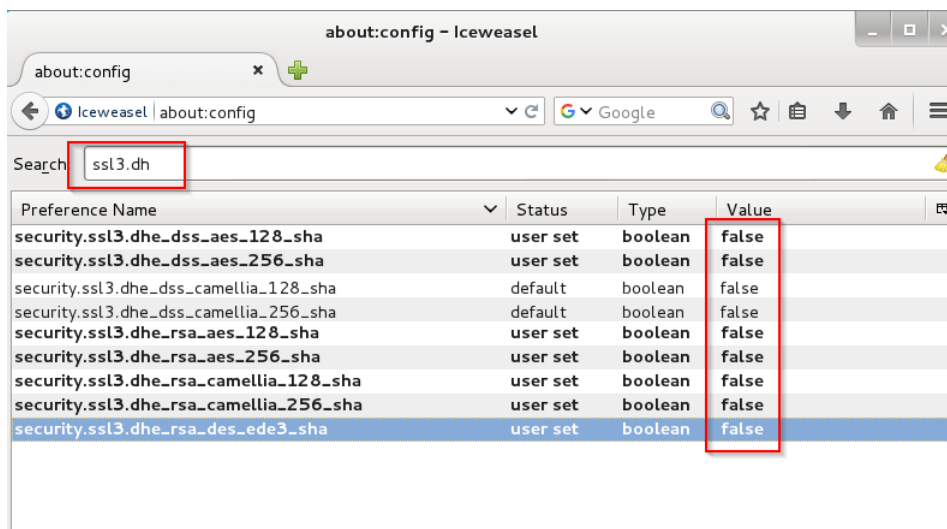 about:config - Iceweasel
about:config
Iceweasel about:config Google
Search: ssl3.dh
Preference Name Status Type Value
security.ssl3.dhe_dss_aes_128_sha user set boolean false
security.ssl3.dhe_dss_aes_256_sha user set boolean false
security.ssl3.dhe_dss_camellia_128_sha default boolean false
security.ssl3.dhe_dss_camellia_256_sha default boolean false
security.ssl3.dhe_rsa_aes_128_sha user set boolean false
security.ssl3.dhe_rsa_aes_256_sha user set boolean false
security.ssl3.dhe_rsa_camellia_128_sha user set boolean false
security.ssl3.dhe_rsa_camellia_256_sha user set boolean false
security.ssl3.dhe_rsa_des_ede3_sha user set boolean false